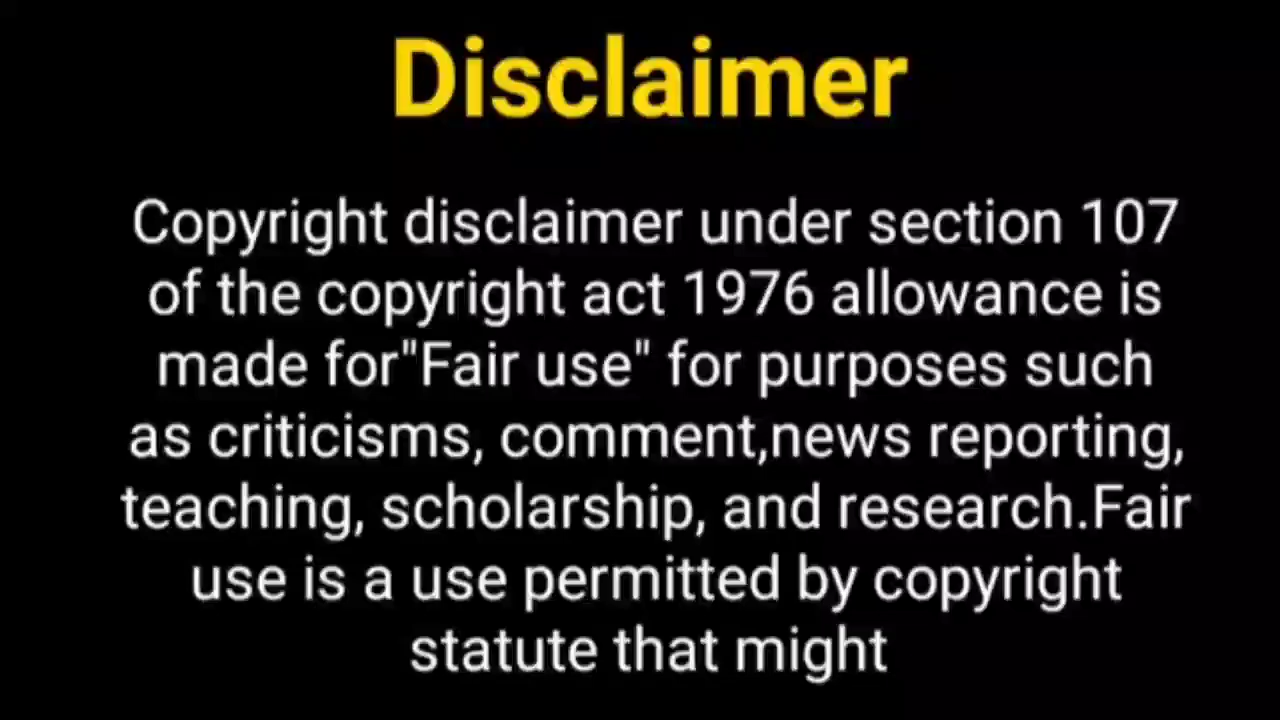 Disclaimer
Copyright disclaimer under section 107
of the copyright act 1976 allowance is
made for"Fair use" for purposes such
as criticisms, comment,news reporting,
teaching, scholarship, and research.Fair
use is a use permitted by copyright
statute that might